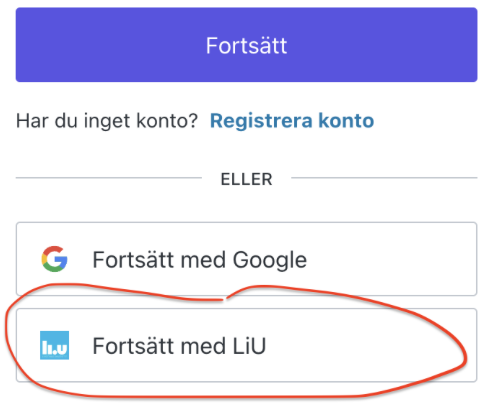 Fortsätt
Har du inget konto? Registrera konto
ELLER
Fortsätt med Google
li.u Fortsätt med LiU